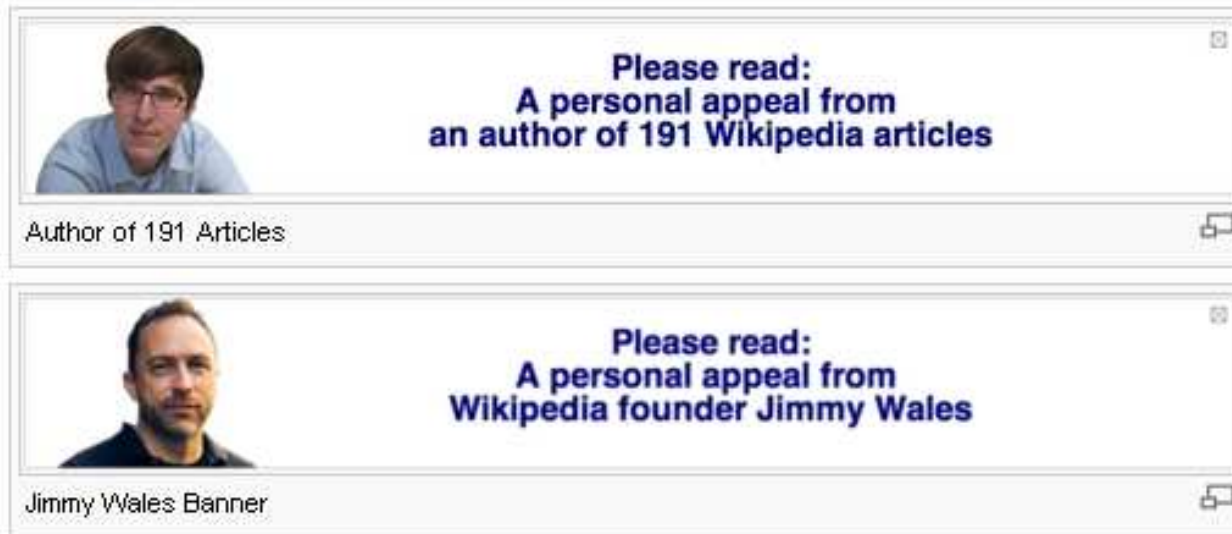 Please read:
A personal appeal from
an author of 191 Wikipedia articles
Author of 191 Articles
Please read:
A personal appeal from
Wikipedia founder Jimmy Wales
Jimmy Wales Banner